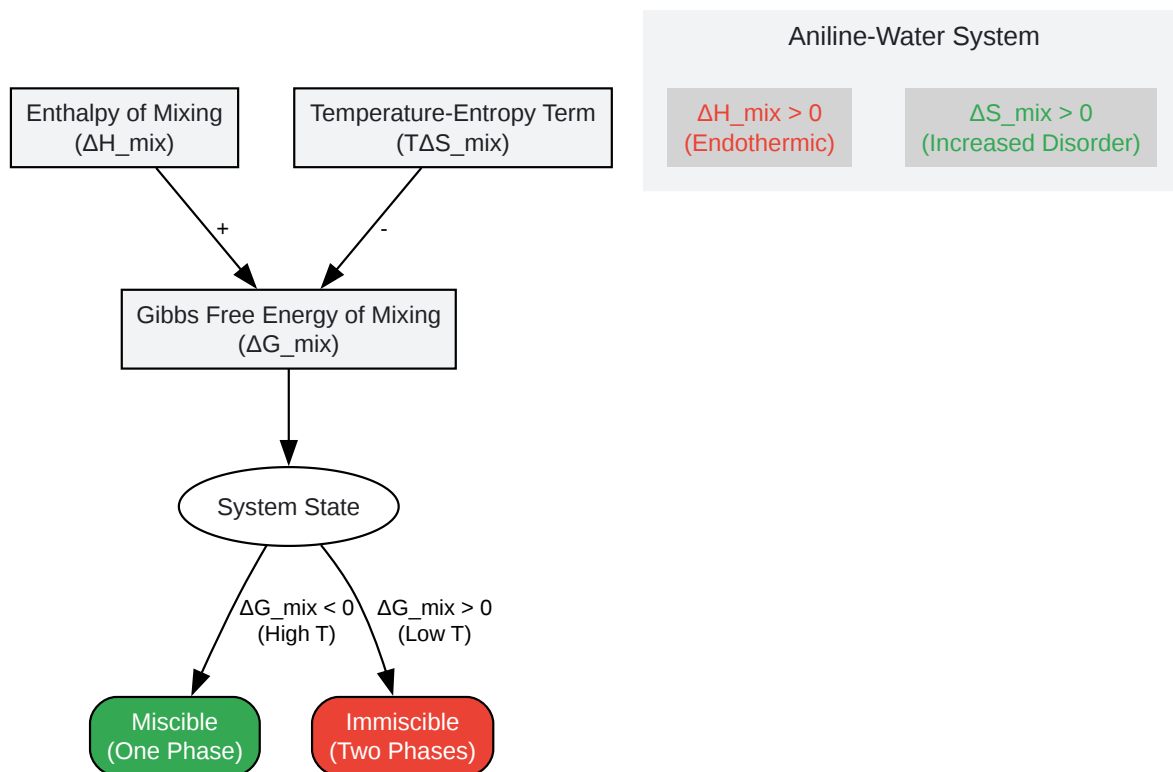 Aniline-Water System
Enthalpy of Mixing
(ΔH_mix)
Temperature-Entropy Term
(TΔS_mix)
ΔH_mix > 0
(Endothermic)
ΔS_mix > 0
(Increased Disorder)
+
-
Gibbs Free Energy of Mixing
(ΔG_mix)
System State
ΔG_mix < 0
(High T)
ΔG_mix > 0
(Low T)
Miscible
(One Phase)
Immiscible
(Two Phases)